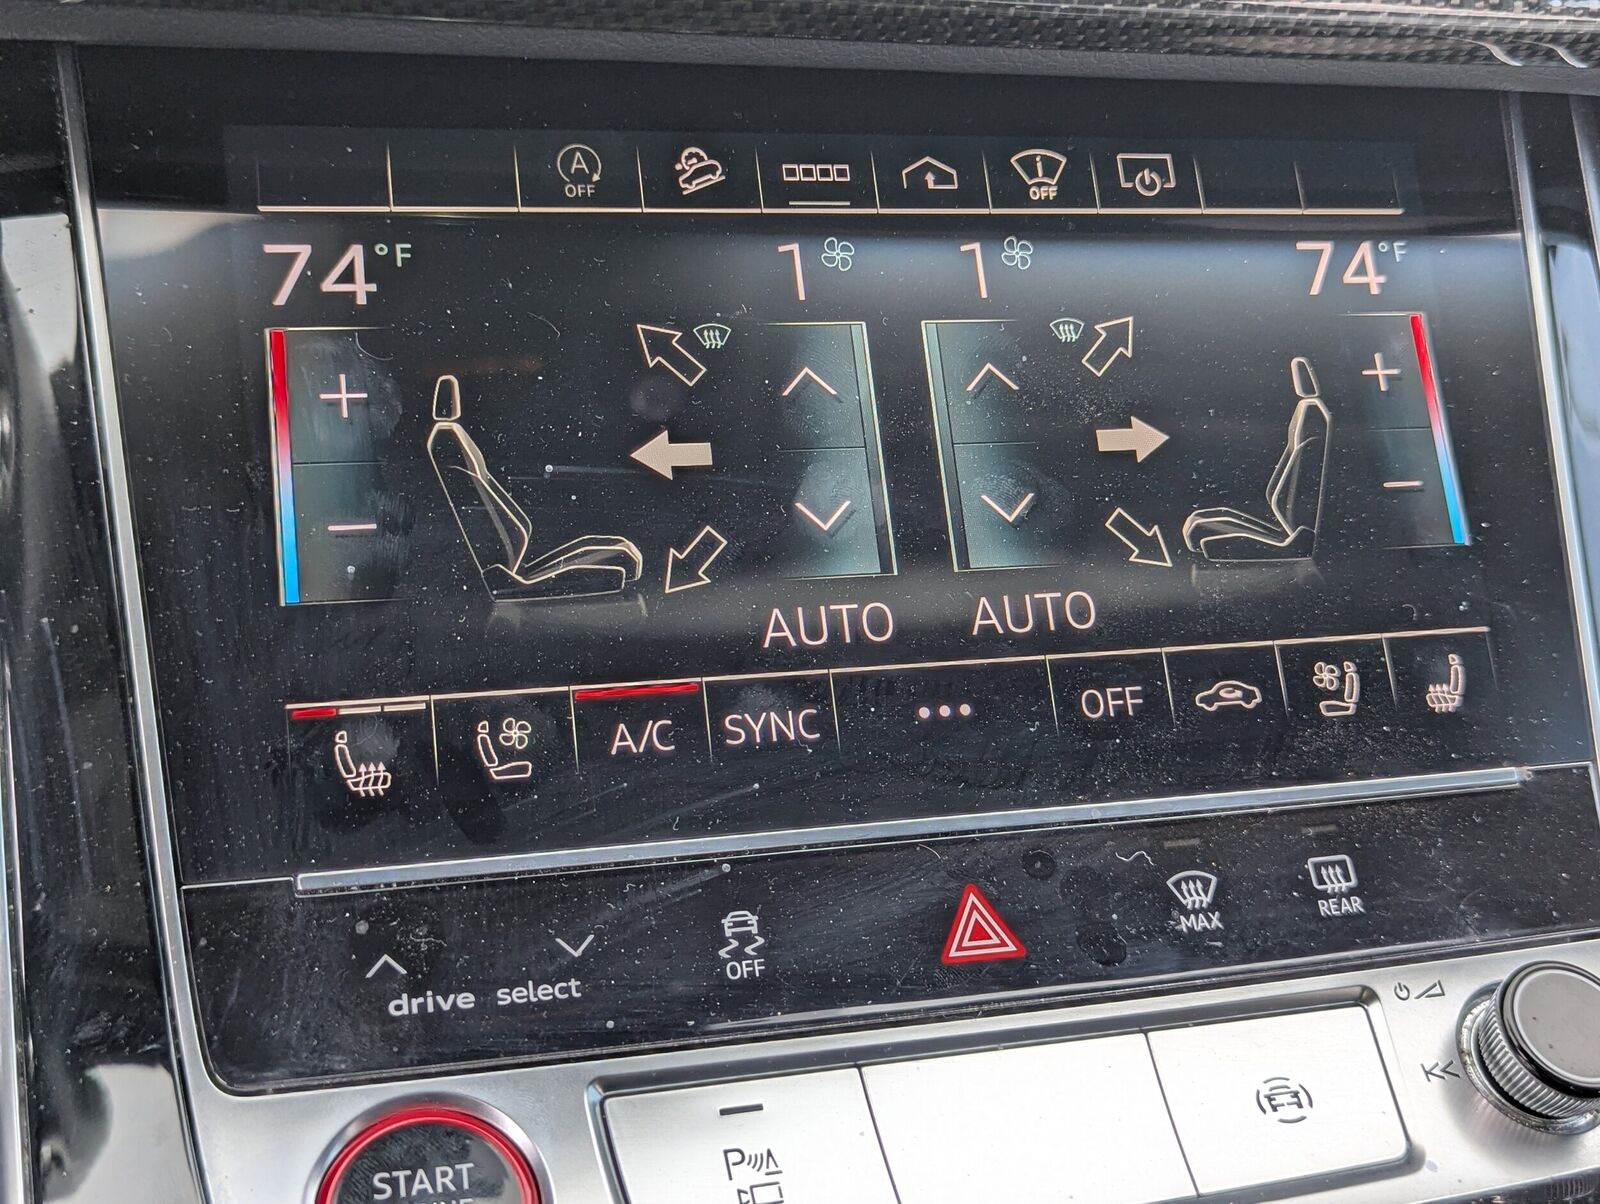 A
OFF
i
OFF
74 °F
1
1
74 °F
AUTO
AUTO
A/C
SYNC
OFF
MAX
REAR
OFF
drive select
P
START